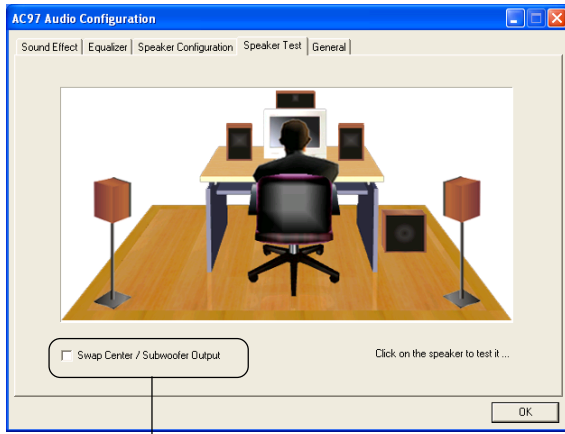 AC97 Audio Configuration
Sound Effect Equalizer Speaker Configuration Speaker Test General
Swap Center / Subwoofer Output
Click on the speaker to test it ...
OK